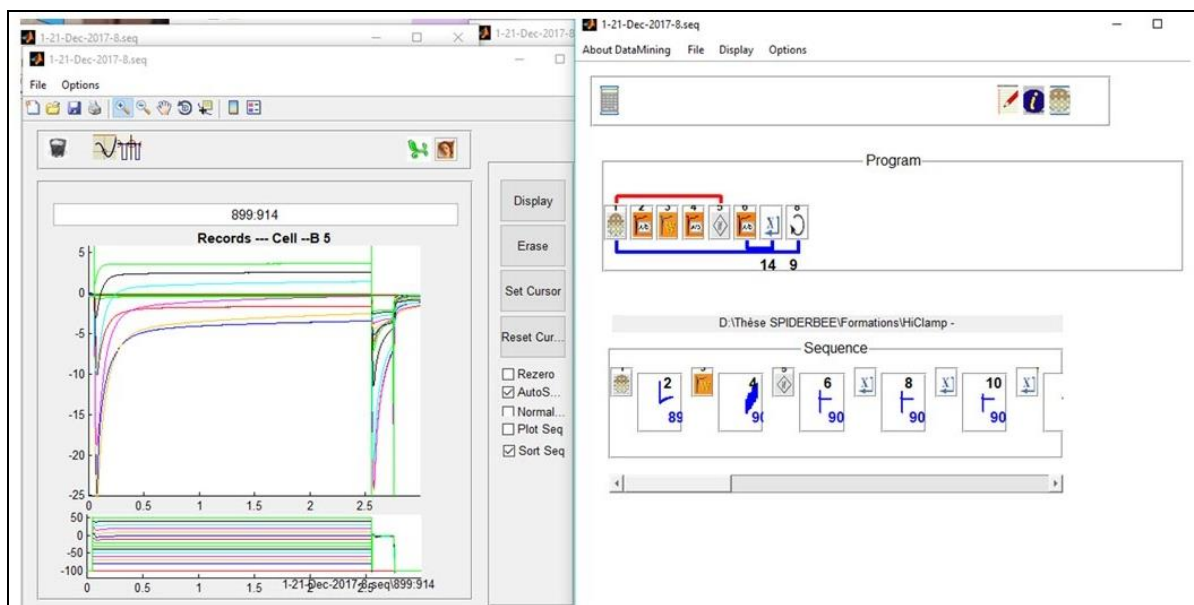 1-21-Dec-2017-8.seq
1-21-Dec-2017-8
1-21-Dec-2017-8.seq
File Options
899:914
Records --- Cell --B 5
5
0
-5
-10
-15
-20
-25
0 0.5 1 1.5 2 2.5
50
0
-50
-100
0 0.5 1 1.5 2 2.5
1-21-Dec-2017-8.seq\899:914
Display
Erase
Set Cursor
Reset Cur...
Rezero
AutoS...
Normal...
Plot Seq
Sort Seq
1-21-Dec-2017-8.seq
About DataMining File Display Options
Program
1 2 3 4 5 6 8
14 9
D:\Thèse SPIDERBEE\Formations\HiClamp -
Sequence
2 4 6 8 10
89 90 90 90 90